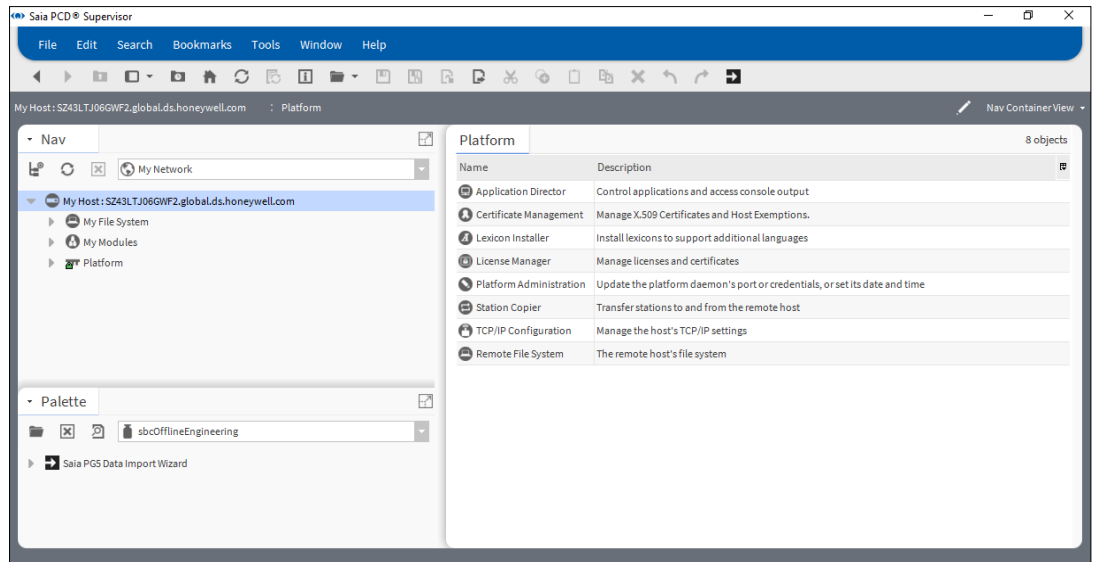 Saia PCD® Supervisor
File Edit Search Bookmarks Tools Window Help
My Host : SZ43LTJ06GWF2.global.ds.honeywell.com : Platform
Nav Container View
Nav
My Network
My Host : SZ43LTJ06GWF2.global.ds.honeywell.com
My File System
My Modules
Platform
Palette
sbcOfflineEngineering
Saia PG5 Data Import Wizard
Platform 8 objects
Name Description
Application Director Control applications and access console output
Certificate Management Manage X.509 Certificates and Host Exemptions.
Lexicon Installer Install lexicons to support additional languages
License Manager Manage licenses and certificates
Platform Administration Update the platform daemon's port or credentials, or set its date and time
Station Copier Transfer stations to and from the remote host
TCP/IP Configuration Manage the host's TCP/IP settings
Remote File System The remote host's file system